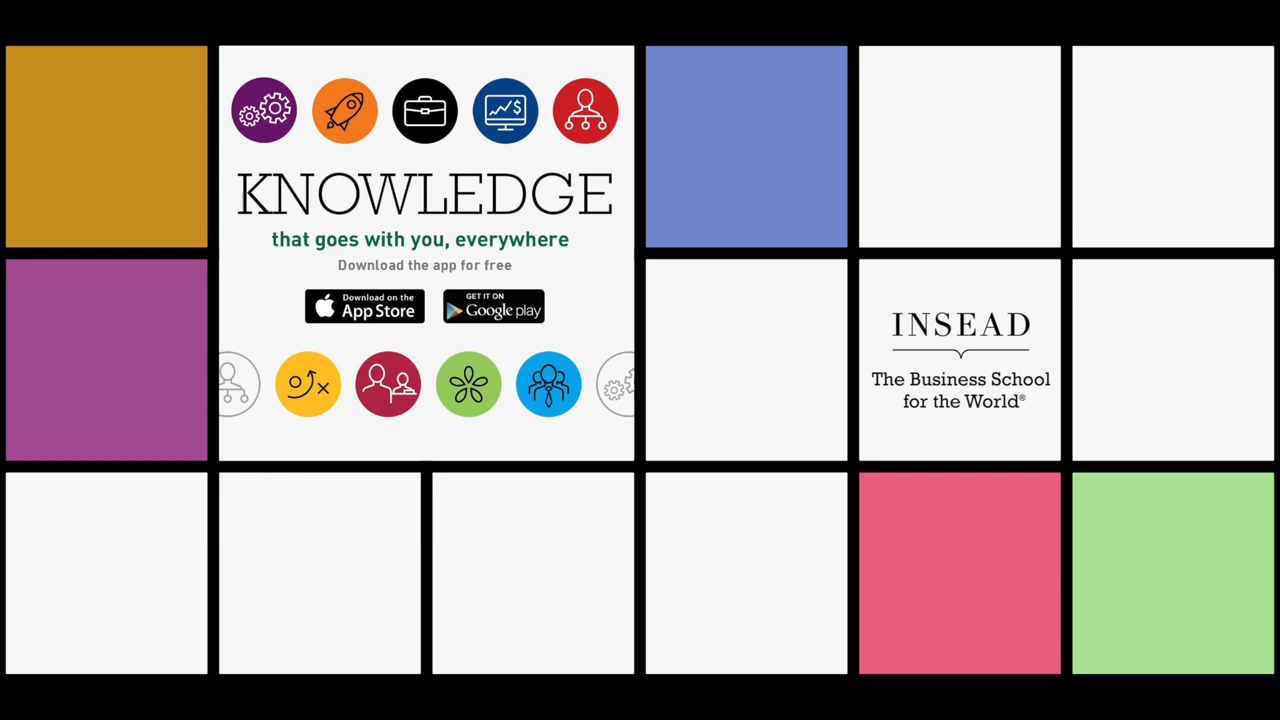 KNOWLEDGE
that goes with you, everywhere
Download the app for free
Download on the
App Store
GET IT ON
Google play
INSEAD
The Business School
for the World®